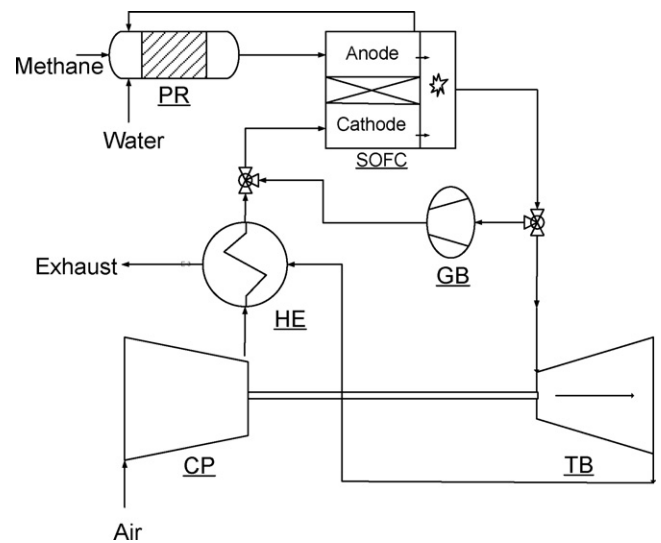 Anode
Methane
PR
Water
Cathode
SOFC
GB
Exhaust
HE
CP
TB
Air